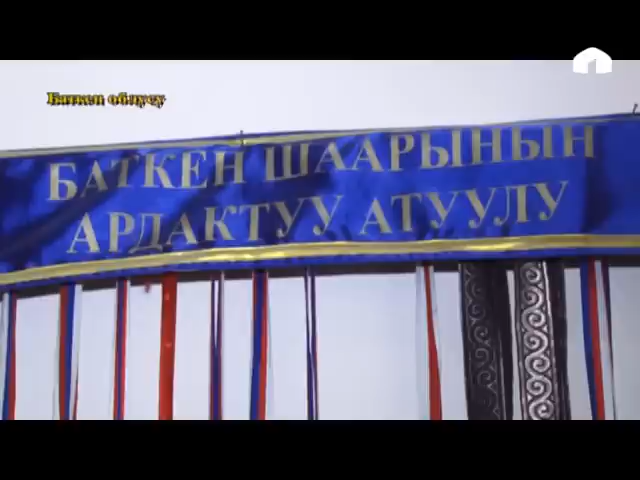 Баткен облусу
БАТКЕН ШААРЫНЫН
АРДАКТУУ АТУУЛУ